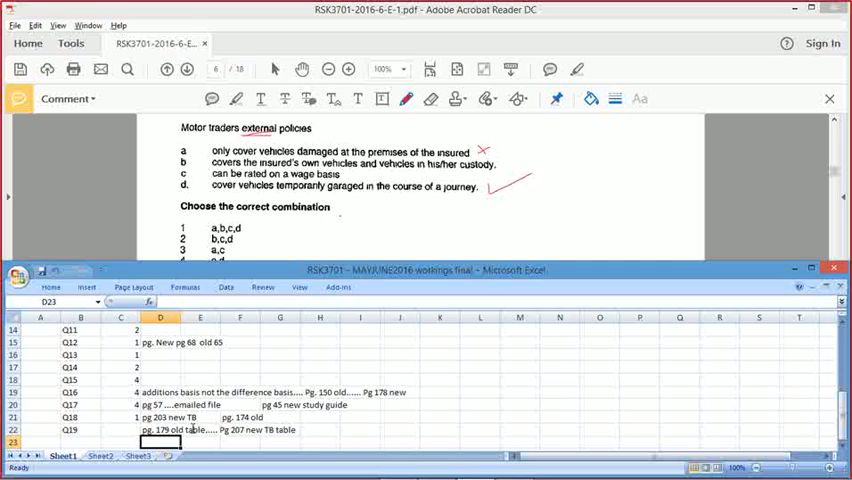 RSK3701-2016-6-E-1.pdf - Adobe Acrobat Reader DC
File Edit View Window Help
Home Tools RSK3701-2016-6-E... × Sign In
6 / 18 100%
Comment Aa
Motor traders external policies
a only cover vehicles damaged at the premises of the insured
b covers the insured's own vehicles and vehicles in his/her custody.
c can be rated on a wage basis
d. cover vehicles temporarily garaged in the course of a journey.
Choose the correct combination
1 a,b,c,d
2 b,c,d
3 a,c
RSK3701 - MAYJUNE2016 workings final - Microsoft Excel
Home Insert Page Layout Formulas Data Review View Add-Ins
D23 fx
A B C D E F G H I J K L M N O P Q R S T
14 Q11 2
15 Q12 1 pg. New pg 68 old 65
16 Q13 1
17 Q14 2
18 Q15 4
19 Q16 4 additions basis not the difference basis.... Pg. 150 old...... Pg 178 new
20 Q17 4 pg 57 ....emailed file pg 45 new study guide
21 Q18 1 pg 203 new TB pg. 174 old
22 Q19 pg. 179 old table..... Pg 207 new TB table
23
Sheet1 Sheet2 Sheet3
Ready 100%